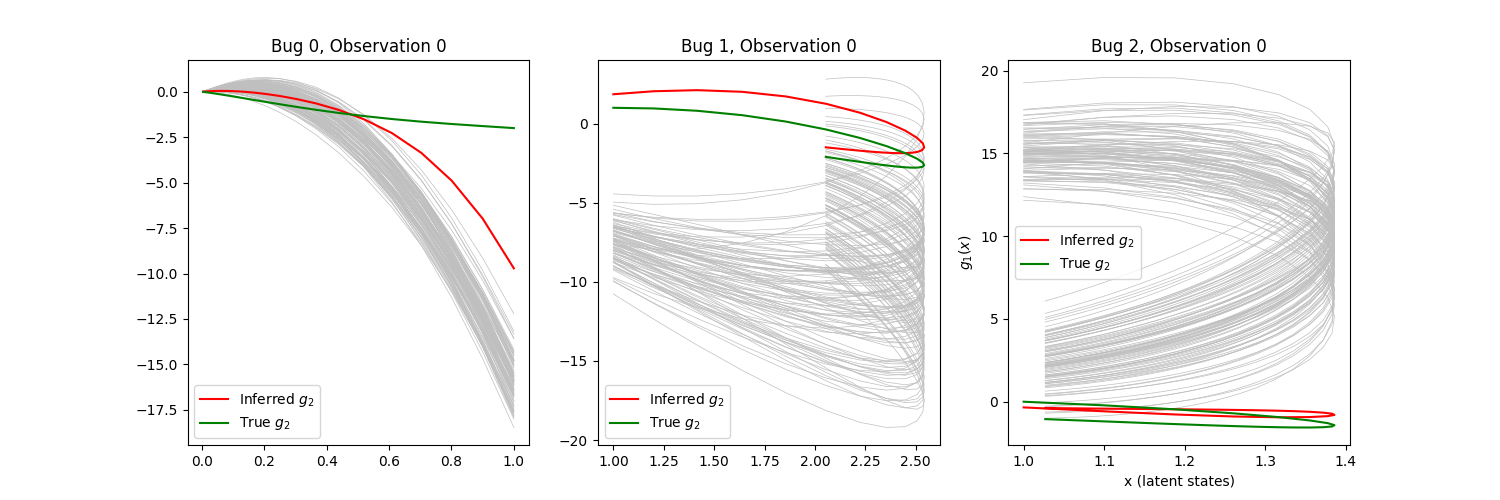 Bug 0, Observation 0
0.0
−2.5
−5.0
−7.5
−10.0
−12.5
−15.0
−17.5
Inferred g₂
True g₂
0.0 0.2 0.4 0.6 0.8 1.0
Bug 1, Observation 0
0
−5
−10
−15
−20
Inferred g₂
True g₂
1.00 1.25 1.50 1.75 2.00 2.25 2.50
Bug 2, Observation 0
g₁(x)
20
15
10
5
0
Inferred g₂
True g₂
1.0 1.1 1.2 1.3 1.4
x (latent states)